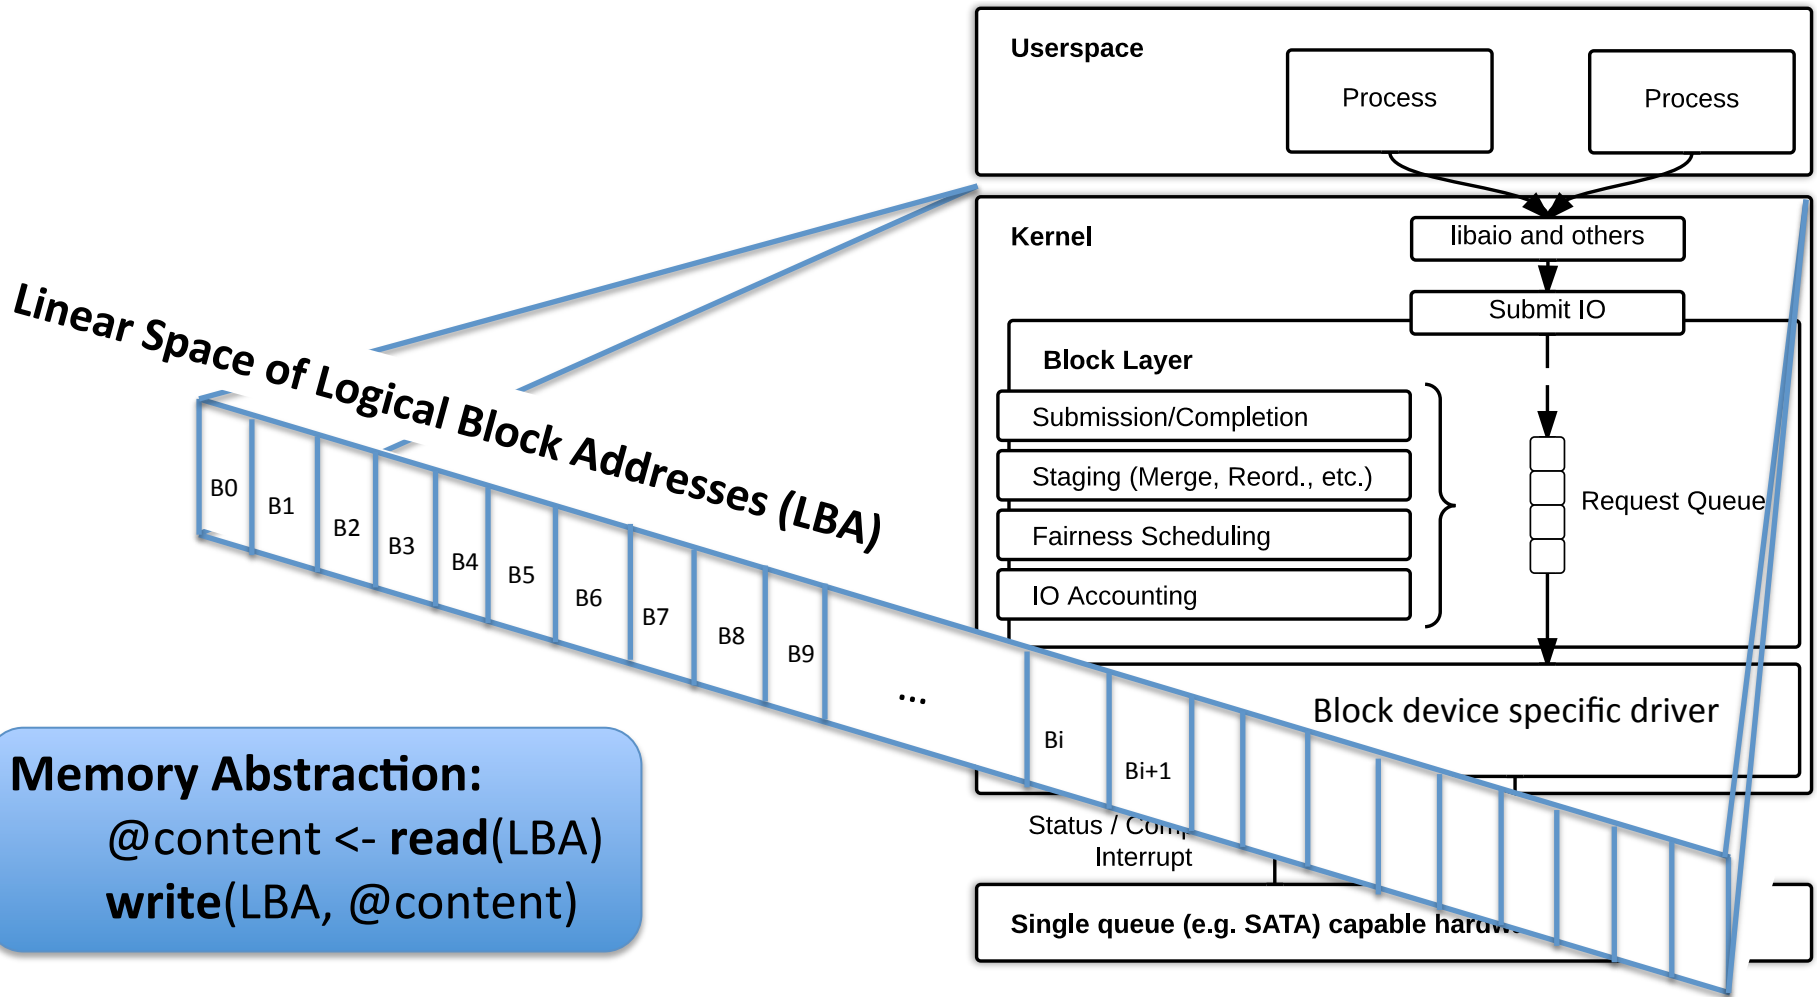 Userspace
Process
Process
Kernel
libaio and others
Submit IO
Block Layer
Submission/Completion
Staging (Merge, Reord., etc.)
Fairness Scheduling
IO Accounting
Request Queue
Linear Space of Logical Block Addresses (LBA)
B0
B1
B2
B3
B4
B5
B6
B7
B8
B9
...
Bi
Bi+1
Block device specific driver
Memory Abstraction:
@content <- read(LBA)
write(LBA, @content)
Status /
Interrupt
Single queue (e.g. SATA) capable